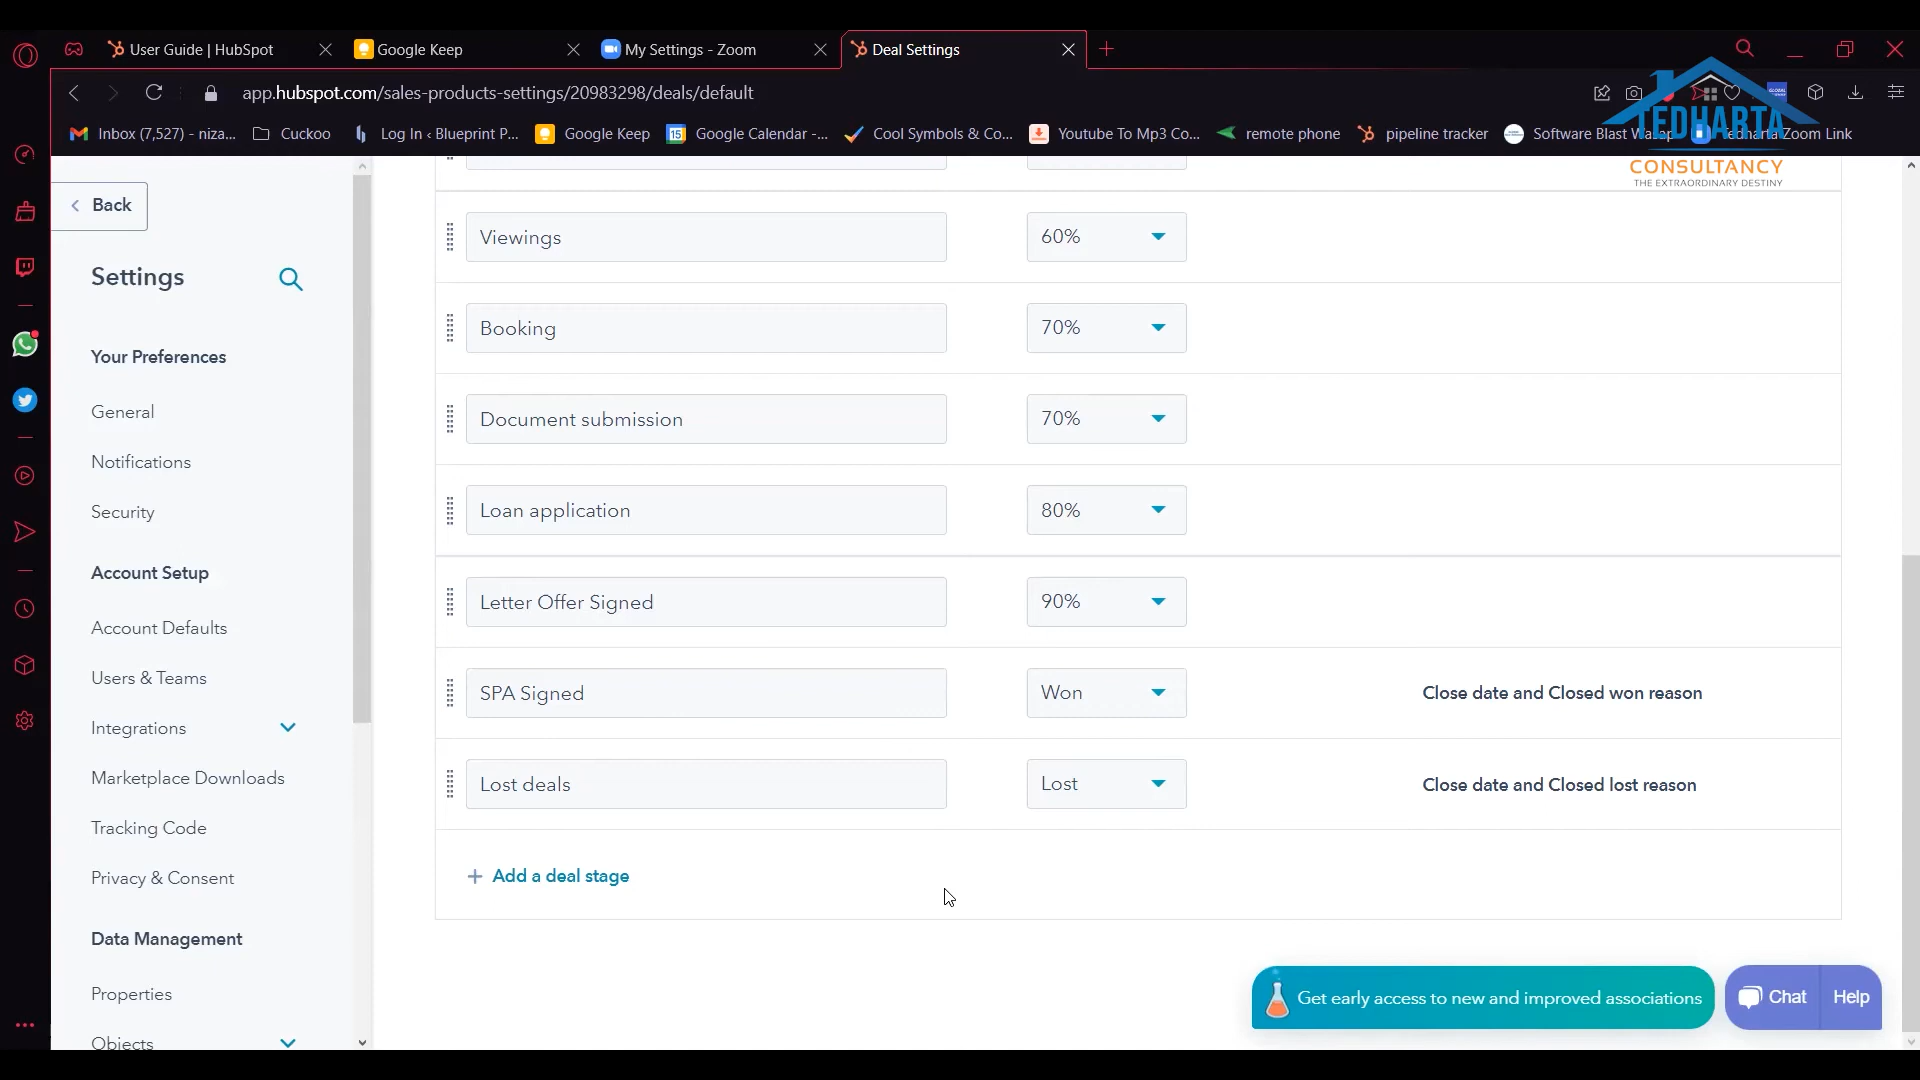 User Guide | HubSpot
Google Keep
My Settings - Zoom
Deal Settings
app.hubspot.com/sales-products-settings/20983298/deals/default
Inbox (7,527) - niza...
Cuckoo
Log In ‹ Blueprint P...
Google Keep
15
Google Calendar -...
Cool Symbols & Co...
Youtube To Mp3 Co...
remote phone
pipeline tracker
Software Blast Wasap
Tedharta Zoom Link
TEDHARTA
CONSULTANCY
THE EXTRAORDINARY DESTINY
Back
Settings
Your Preferences
General
Notifications
Security
Account Setup
Account Defaults
Users & Teams
Integrations
Marketplace Downloads
Tracking Code
Privacy & Consent
Data Management
Properties
Objects
Viewings
60%
Booking
70%
Document submission
70%
Loan application
80%
Letter Offer Signed
90%
SPA Signed
Won
Close date and Closed won reason
Lost deals
Lost
Close date and Closed lost reason
+ Add a deal stage
Get early access to new and improved associations
Chat
Help